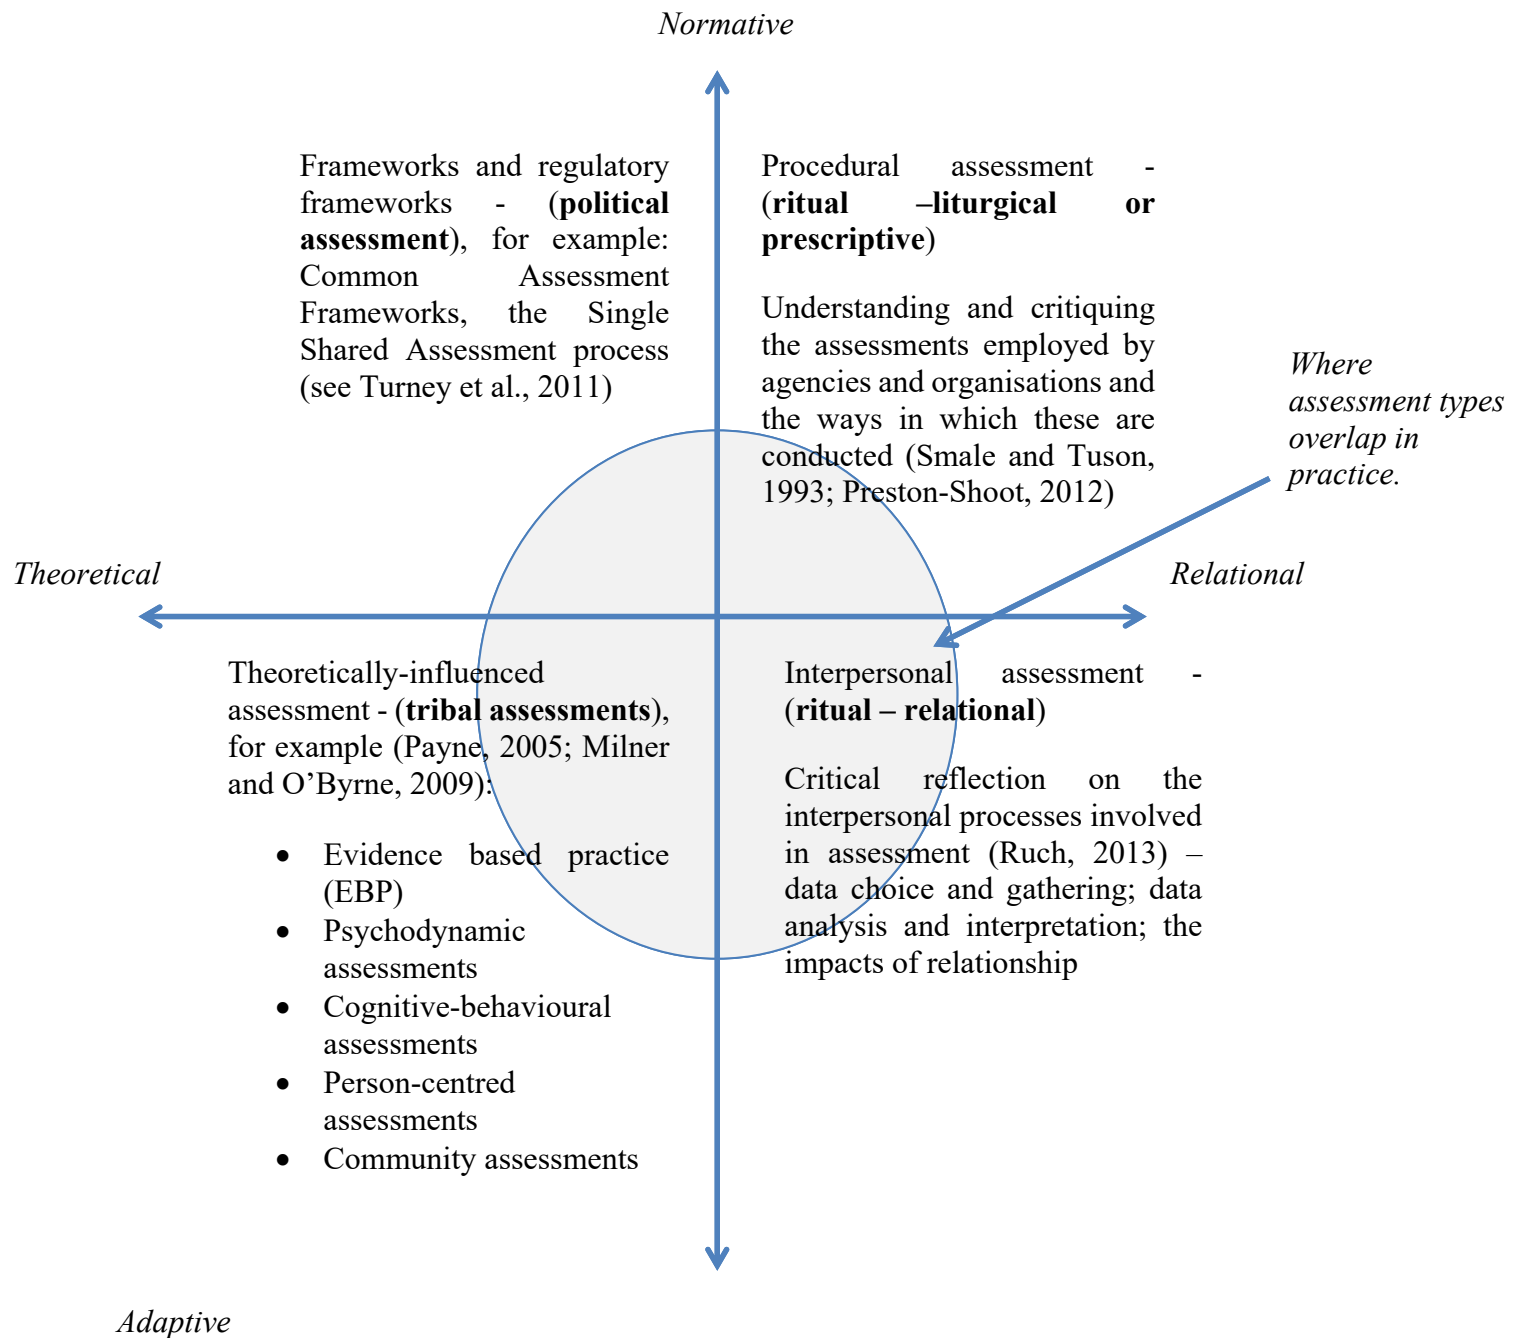 Normative
Frameworks and regulatory
frameworks - (political
assessment), for example:
Common Assessment
Frameworks, the Single
Shared Assessment process
(see Turney et al., 2011)
Procedural assessment -
(ritual –liturgical or
prescriptive)
Understanding and critiquing
the assessments employed by
agencies and organisations and
the ways in which these are
conducted (Smale and Tuson,
1993; Preston-Shoot, 2012)
Where
assessment types
overlap in
practice.
Theoretical
Relational
Theoretically-influenced
assessment - (tribal assessments),
for example (Payne, 2005; Milner
and O’Byrne, 2009):
• Evidence based practice
(EBP)
• Psychodynamic
assessments
• Cognitive-behavioural
assessments
• Person-centred
assessments
• Community assessments
Interpersonal assessment -
(ritual – relational)
Critical reflection on the
interpersonal processes involved
in assessment (Ruch, 2013) –
data choice and gathering; data
analysis and interpretation; the
impacts of relationship
Adaptive